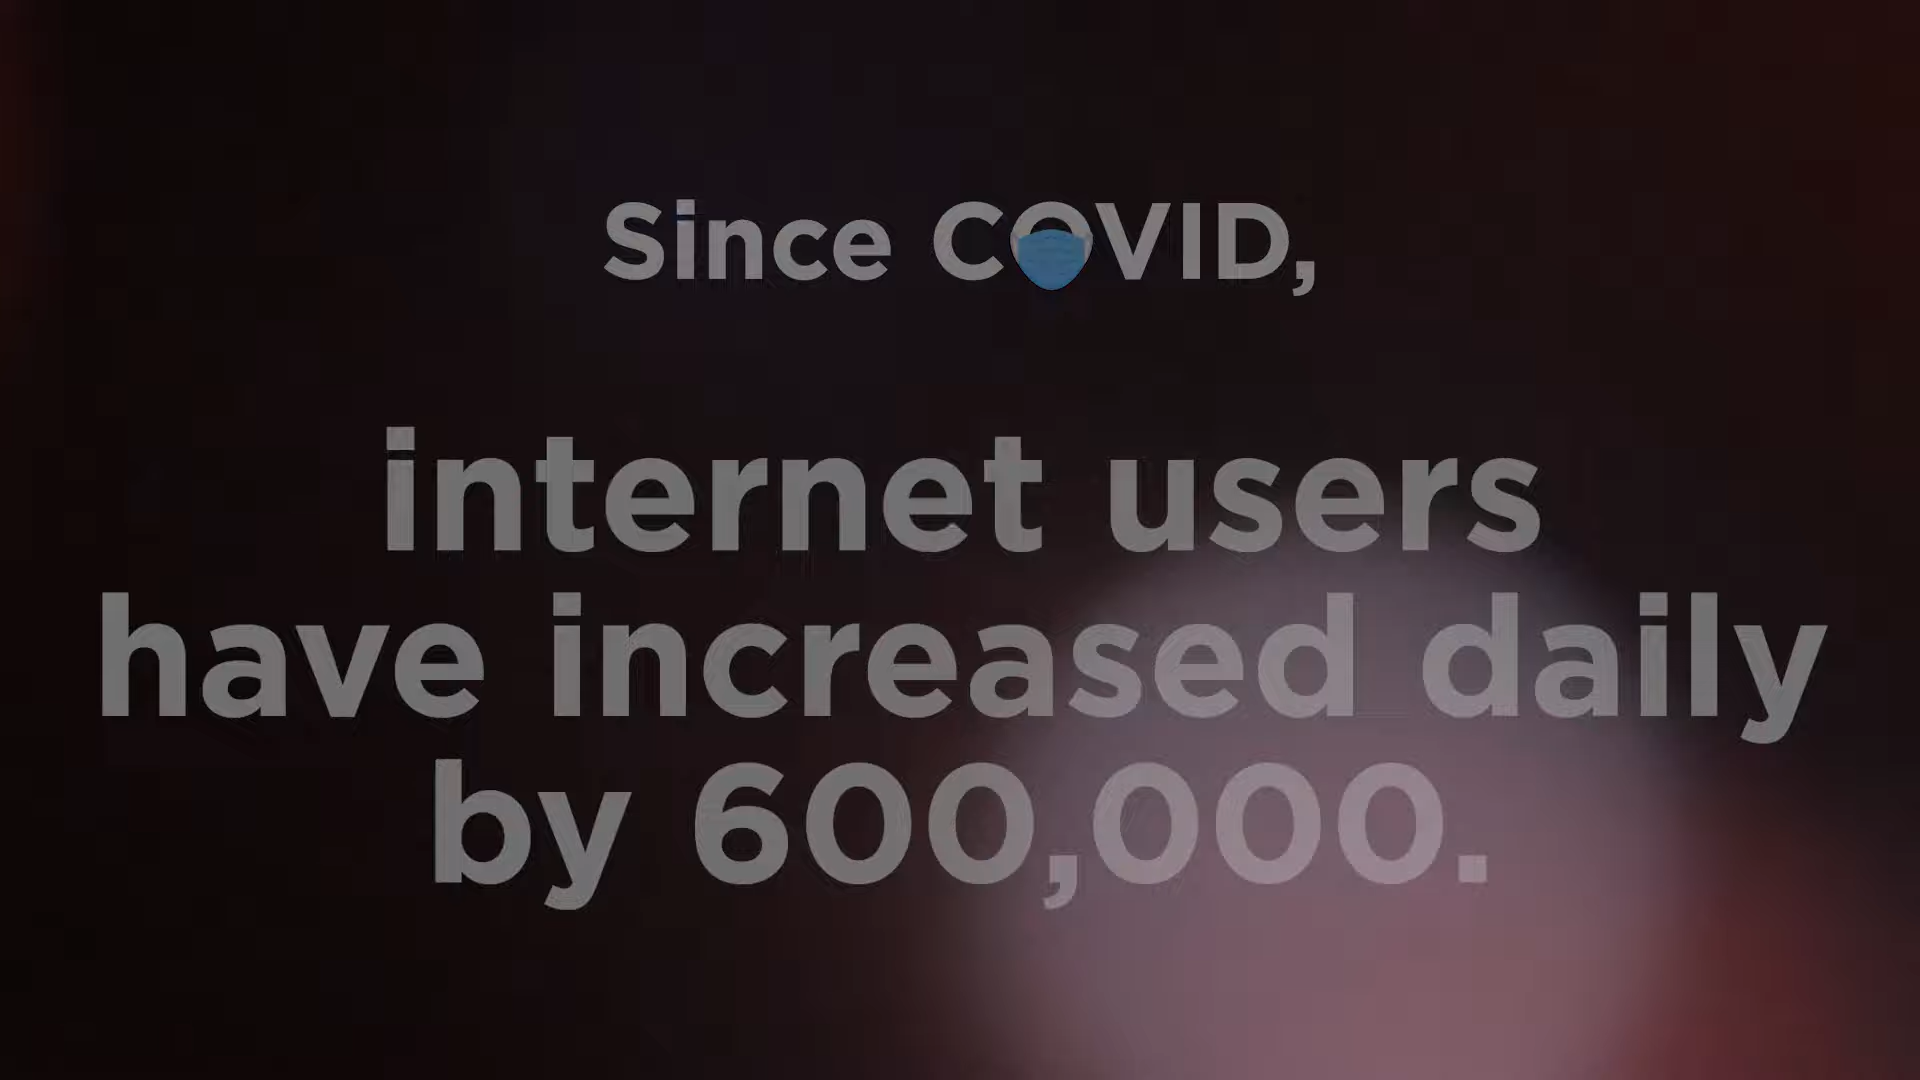 Since COVID,
internet users
have increased daily
by 600,000.